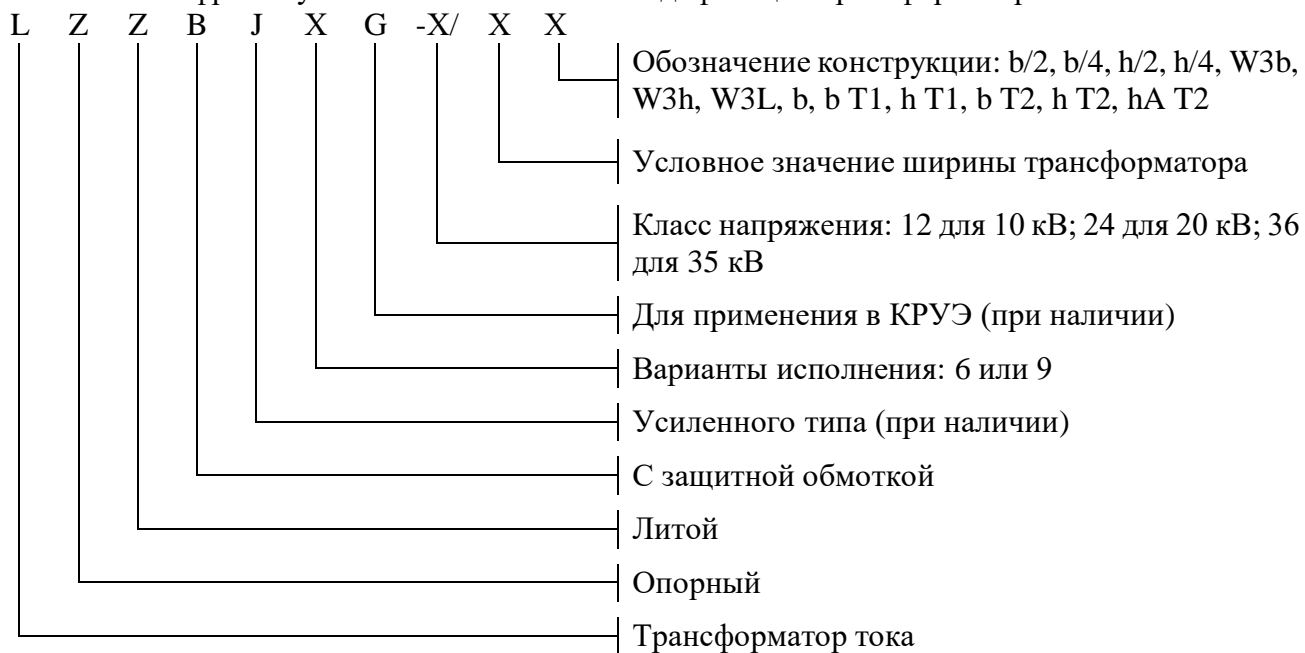 L Z Z B J X G -X/ X X
Обозначение конструкции: b/2, b/4, h/2, h/4, W3b,
W3h, W3L, b, b T1, h T1, b T2, h T2, hA T2
Условное значение ширины трансформатора
Класс напряжения: 12 для 10 кВ; 24 для 20 кВ; 36
для 35 кВ
Для применения в КРУЭ (при наличии)
Варианты исполнения: 6 или 9
Усиленного типа (при наличии)
С защитной обмоткой
Литой
Опорный
Трансформатор тока